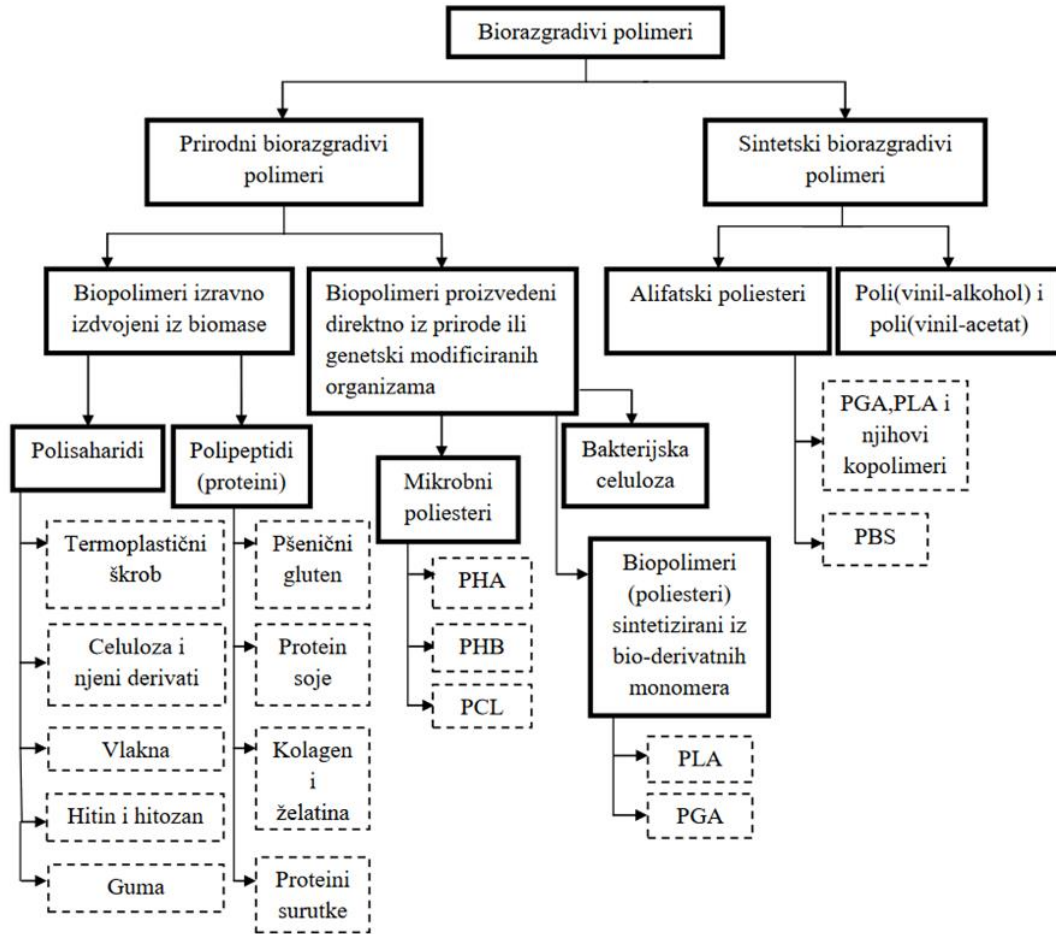 Biorazgradivi polimeri
Prirodni biorazgradivi
polimeri
Sintetski biorazgradivi
polimeri
Biopolimeri izravno
izdvojeni iz biomase
Biopolimeri proizvedeni
direktno iz prirode ili
genetski modificiranih
organizama
Alifatski poliesteri
Poli(vinil-alkohol) i
poli(vinil-acetat)
Polisaharidi
Polipeptidi
(proteini)
Mikrobni
poliesteri
Bakterijska
celuloza
PGA,PLA i
njihovi
kopolimeri
PBS
Termoplastični
škrob
Celuloza i
njeni derivati
Vlakna
Hitin i hitozan
Guma
Pšenični
gluten
Protein
soje
Kolagen
i
želatina
Proteini
surutke
PHA
PHB
PCL
Biopolimeri
(poliesteri)
sintetizirani iz
bio-derivatnih
monomera
PLA
PGA